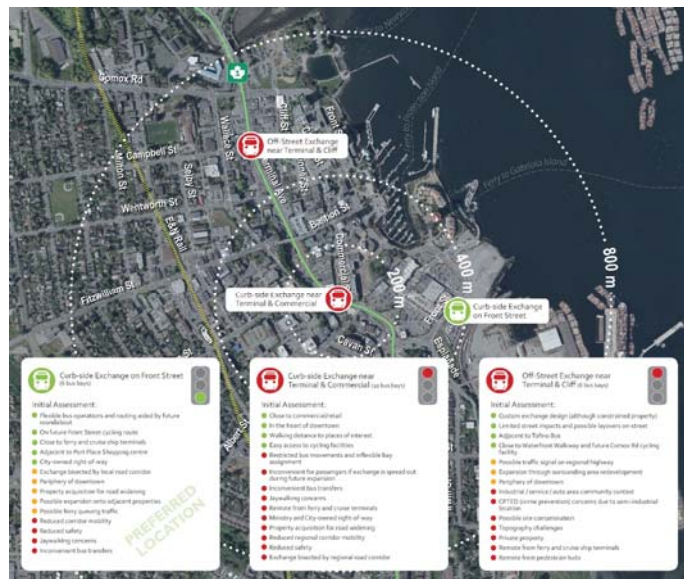 Comox Rd
1
Wallace St
Cliff St
Front St
Off-Street Exchange
near Terminal & Cliff
Campbell St
Milton St
Selby St
Terminal Ave
Ferry to Gabriola Island
Wentworth St
Bastion St
E&N Rail
Commercial St
800 m
400 m
200 m
Fitzwilliam St
Curb-side Exchange near
Terminal & Commercial
Front St
Curb-side Exchange
on Front Street
Cavan St
Esplanade
Albert St
Curb-side Exchange on Front Street
(6 bus bays)
Initial Assessment:
Flexible bus operations and routing aided by future
roundabout
On future Front Street cycling route
Close to ferry and cruise ship terminals
Adjacent to Port Place Shopping centre
City-owned right-of-way
Exchange bisected by local road corridor
Periphery of downtown
Property acquisition for road widening
Possible expansion onto adjacent properties
Possible ferry queuing traffic
Reduced corridor mobility
Reduced safety
Jaywalking concerns
Inconvenient bus transfers
PREFERRED
LOCATION
Curb-side Exchange near
Terminal & Commercial (10 bus bays)
Initial Assessment:
Close to commercial/retail
In the heart of downtown
Walking distance to places of interest
Easy access to cycling facilities
Restricted bus movements and inflexible bay
assignment
Inconvenient for passengers if exchange is spread out
during future expansion
Inconvenient bus transfers
Jaywalking concerns
Remote from ferry and cruise terminals
Ministry and City-owned right-of-way
Property acquisition for road widening
Reduced regional corridor mobility
Reduced safety
Exchange bisected by regional road corridor
Off-Street Exchange near
Terminal & Cliff (8 bus bays)
Initial Assessment:
Custom exchange design (although constrained property)
Limited street impacts and possible layovers on street
Adjacent to Tofino Bus
Close to Waterfront Walkway and future Comox Rd cycling
facility
Possible traffic signal on regional highway
Expansion through surrounding area redevelopment
Periphery of downtown
Industrial / service / auto area community context
CPTED (crime prevention) concerns due to semi-industrial
location
Possible site contamination
Topography challenges
Private property
Remote from ferry and cruise ship terminals
Remote from pedestrian hubs